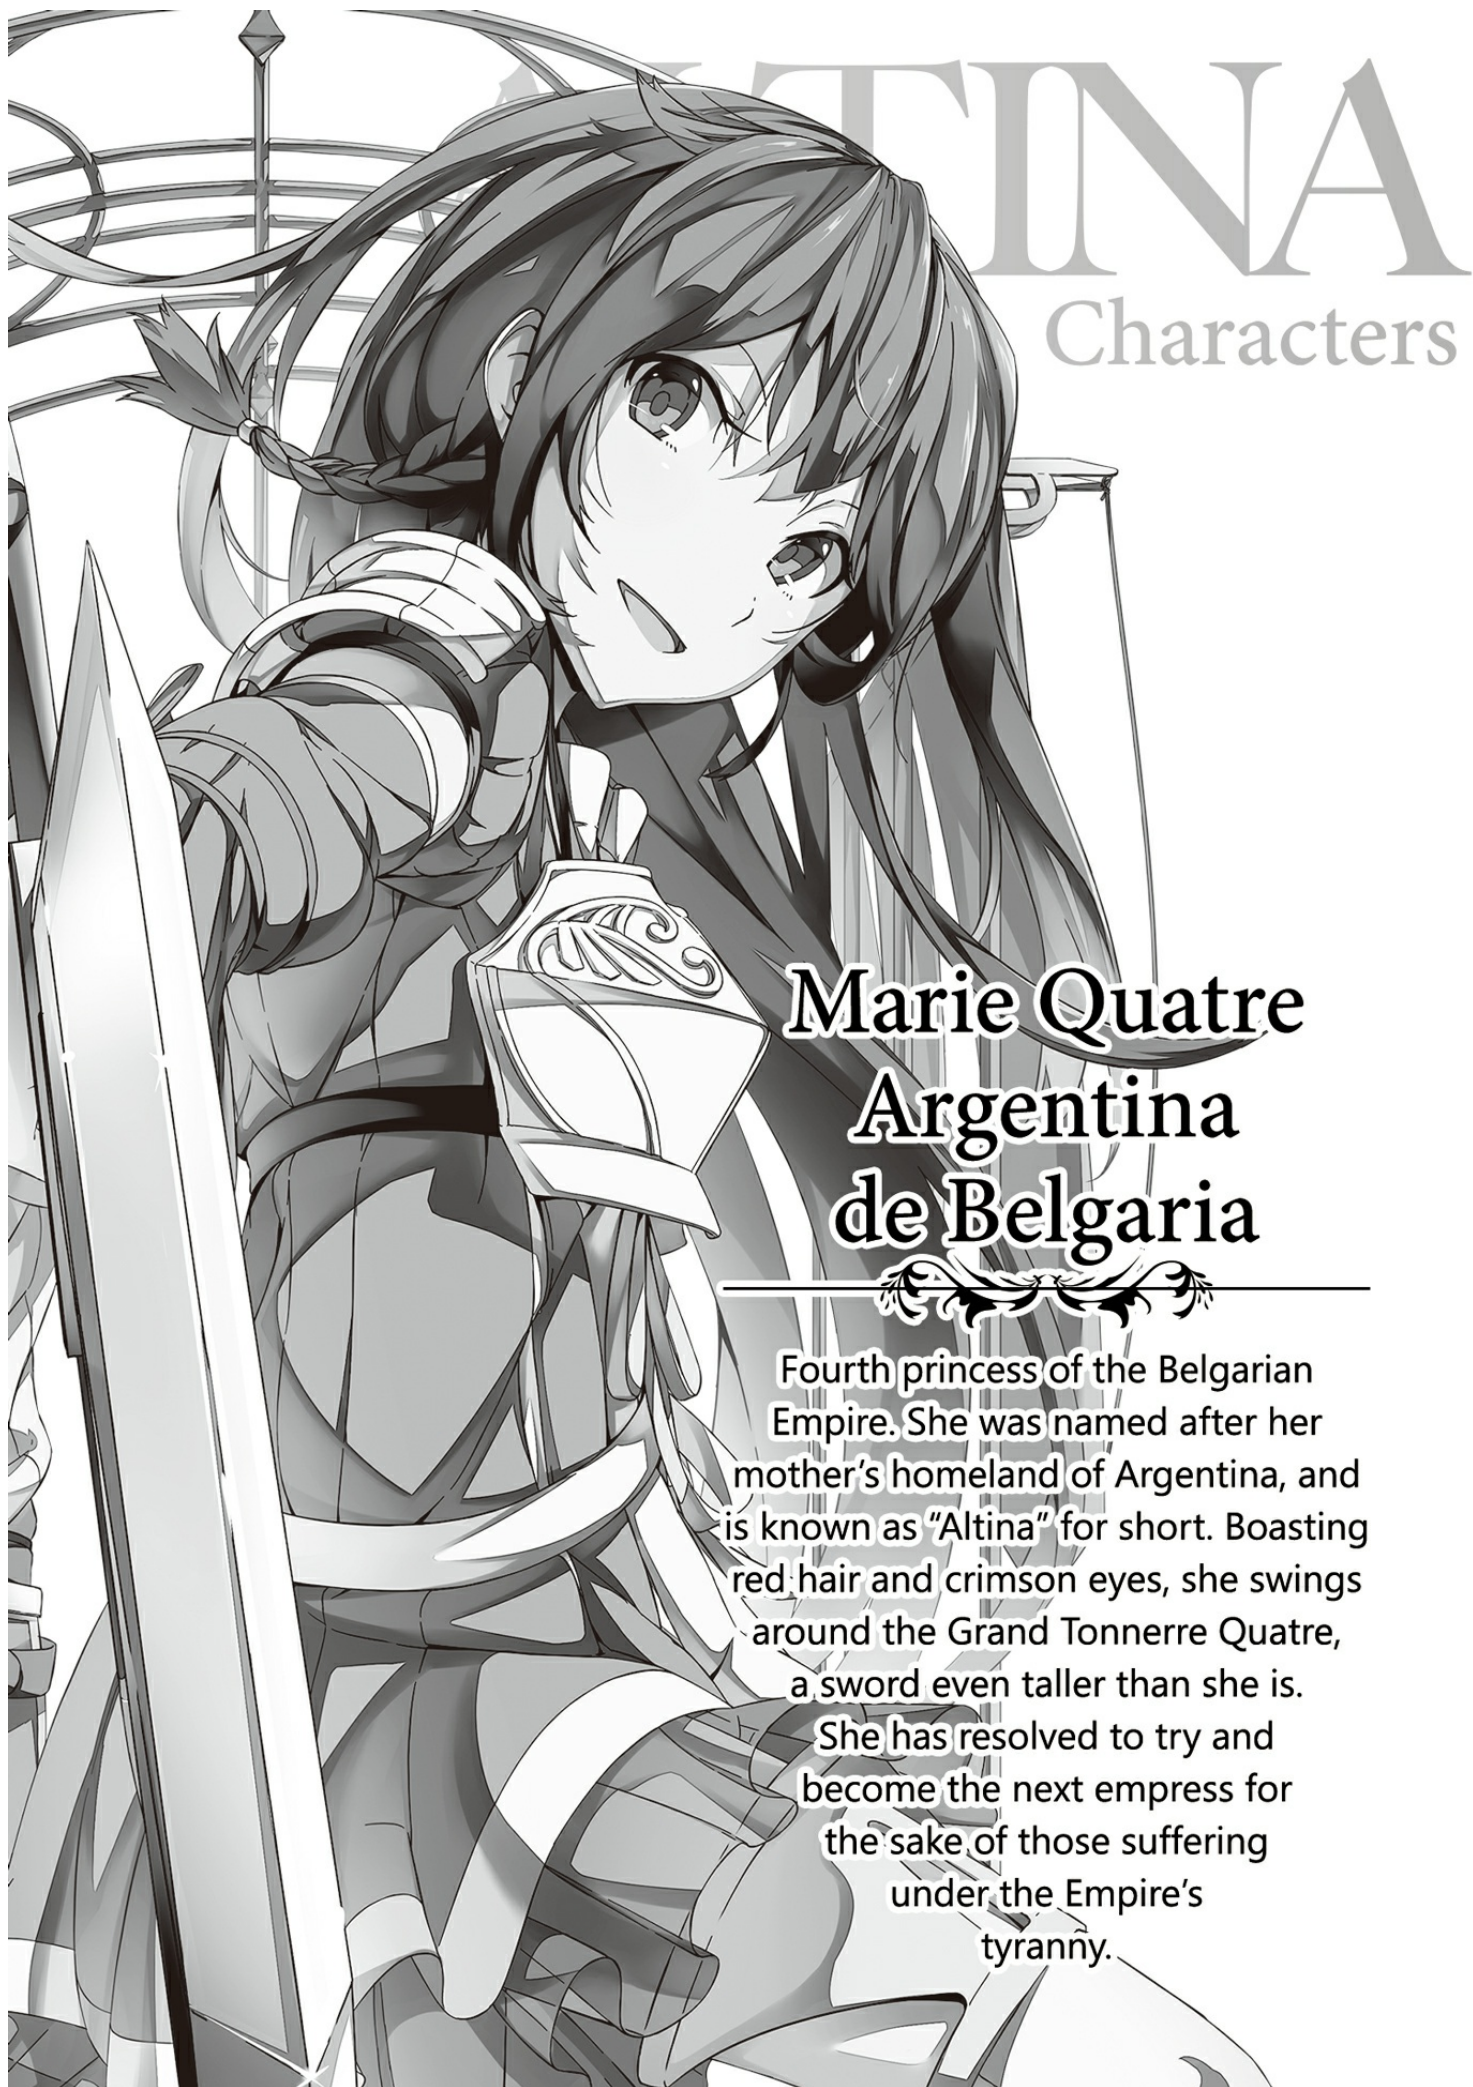 ALTINA
Characters
Marie Quatre
Argentina
de Belgaria
Fourth princess of the Belgarian
Empire. She was named after her
mother’s homeland of Argentina, and
is known as “Altina” for short. Boasting
red hair and crimson eyes, she swings
around the Grand Tonnerre Quatre,
a sword even taller than she is.
She has resolved to try and
become the next empress for
the sake of those suffering
under the Empire’s
tyranny.